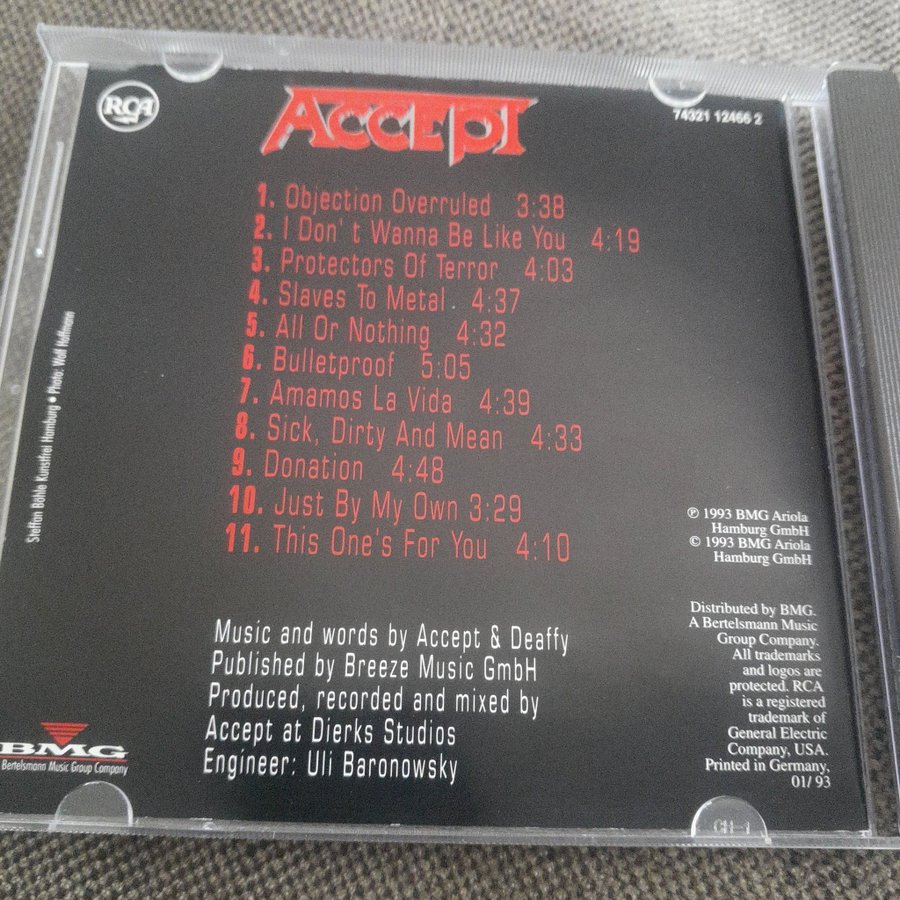 RCA
ACCEPT
74321 12466 2
1. Objection Overruled 3:38
2. I Don't Wanna Be Like You 4:19
3. Protectors Of Terror 4:03
4. Slaves To Metal 4:37
5. All Or Nothing 4:32
6. Bulletproof 5:05
7. Amamos La Vida 4:39
8. Sick, Dirty And Mean 4:33
9. Donation 4:48
10. Just By My Own 3:29
11. This One's For You 4:10
Steffan Böhle Kunstfrei Hamburg • Photo: Wolf Hoffmann
℗ 1993 BMG Ariola
Hamburg GmbH
© 1993 BMG Ariola
Hamburg GmbH
Music and words by Accept & Deaffy
Published by Breeze Music GmbH
Produced, recorded and mixed by
Accept at Dierks Studios
Engineer: Uli Baronowsky
Distributed by BMG.
A Bertelsmann Music
Group Company.
All trademarks
and logos are
protected. RCA
is a registered
trademark of
General Electric
Company, USA.
Printed in Germany,
01/ 93
BMG
Bertelsmann Music Group Company
CH-1